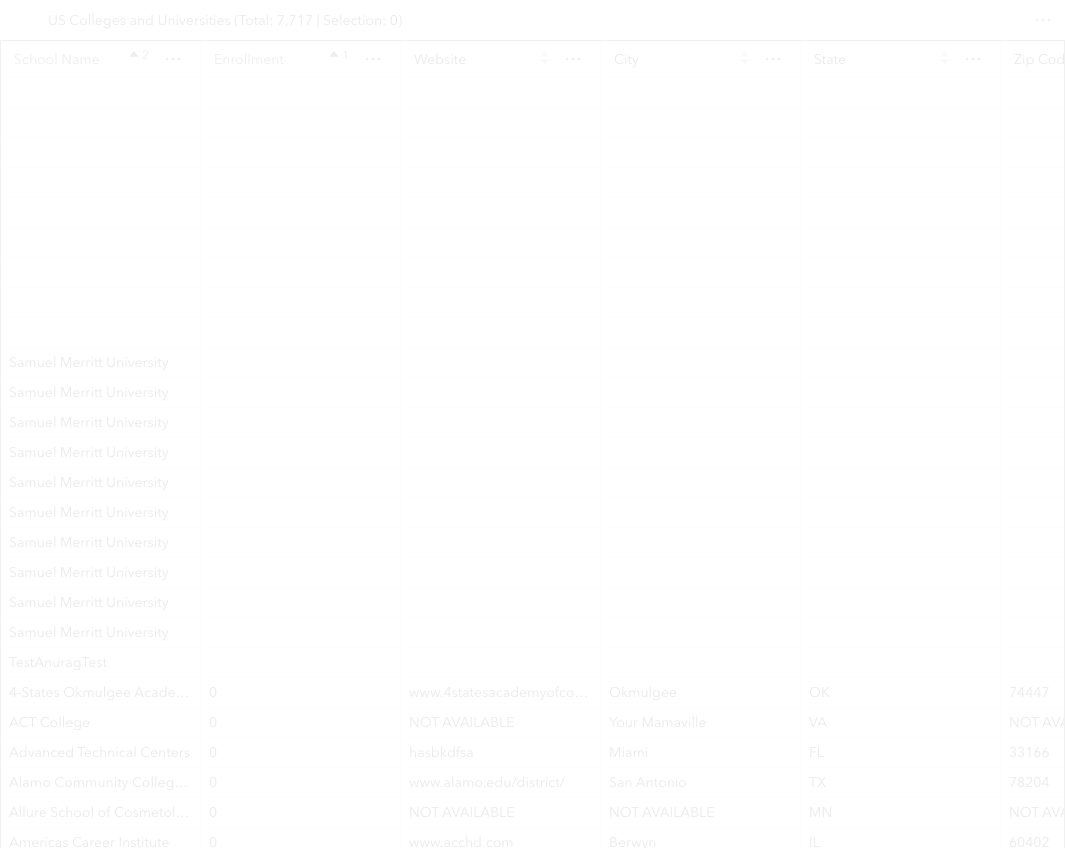 US Colleges and Universities (Total: 7,717 | Selection: 0)
School Name 2 Enrollment 1 Website City State Zip Cod
Samuel Merritt University
Samuel Merritt University
Samuel Merritt University
Samuel Merritt University
Samuel Merritt University
Samuel Merritt University
Samuel Merritt University
Samuel Merritt University
Samuel Merritt University
Samuel Merritt University
TestAnuragTest
4-States Okmulgee Acade... 0 www.4statesacademyofco... Okmulgee OK 74447
ACT College 0 NOT AVAILABLE Your Mamaville VA NOT AVA
Advanced Technical Centers 0 hasbkdfsa Miami FL 33166
Alamo Community Colleg... 0 www.alamo.edu/district/ San Antonio TX 78204
Allure School of Cosmetol... 0 NOT AVAILABLE NOT AVAILABLE MN NOT AVA
Americas Career Institute 0 www.acchd.com Berwyn IL 60402